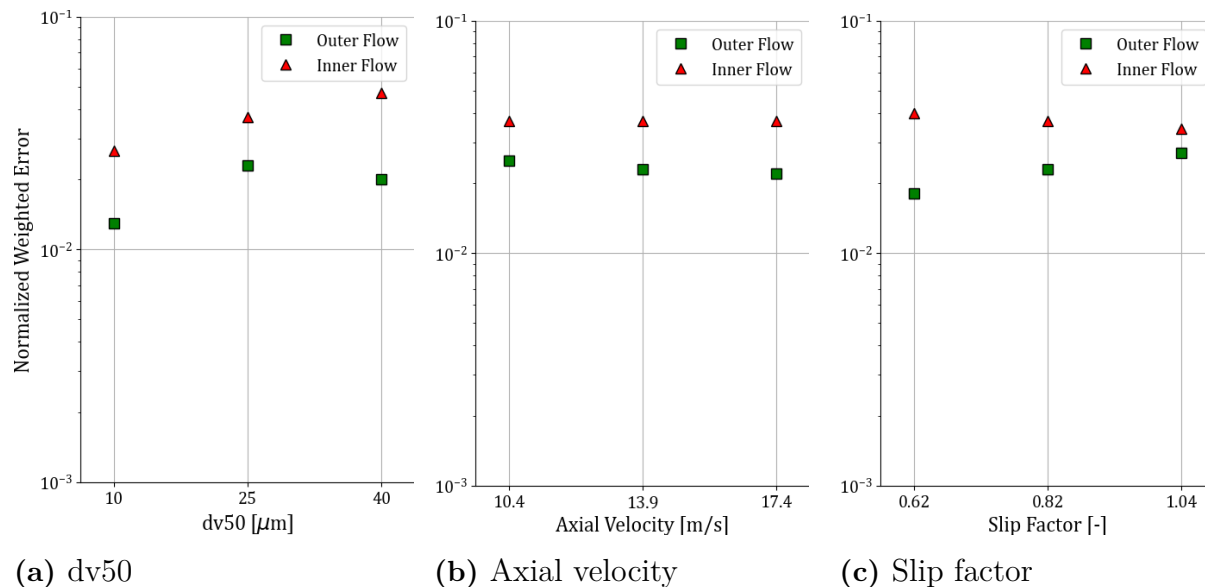 Normalized Weighted Error
10⁻¹
10⁻²
10⁻³
Outer Flow
Inner Flow
10 25 40
dv50 [μm]
(a) dv50
10⁻¹
10⁻²
10⁻³
Outer Flow
Inner Flow
10.4 13.9 17.4
Axial Velocity [m/s]
(b) Axial velocity
10⁻¹
10⁻²
10⁻³
Outer Flow
Inner Flow
0.62 0.82 1.04
Slip Factor [-]
(c) Slip factor